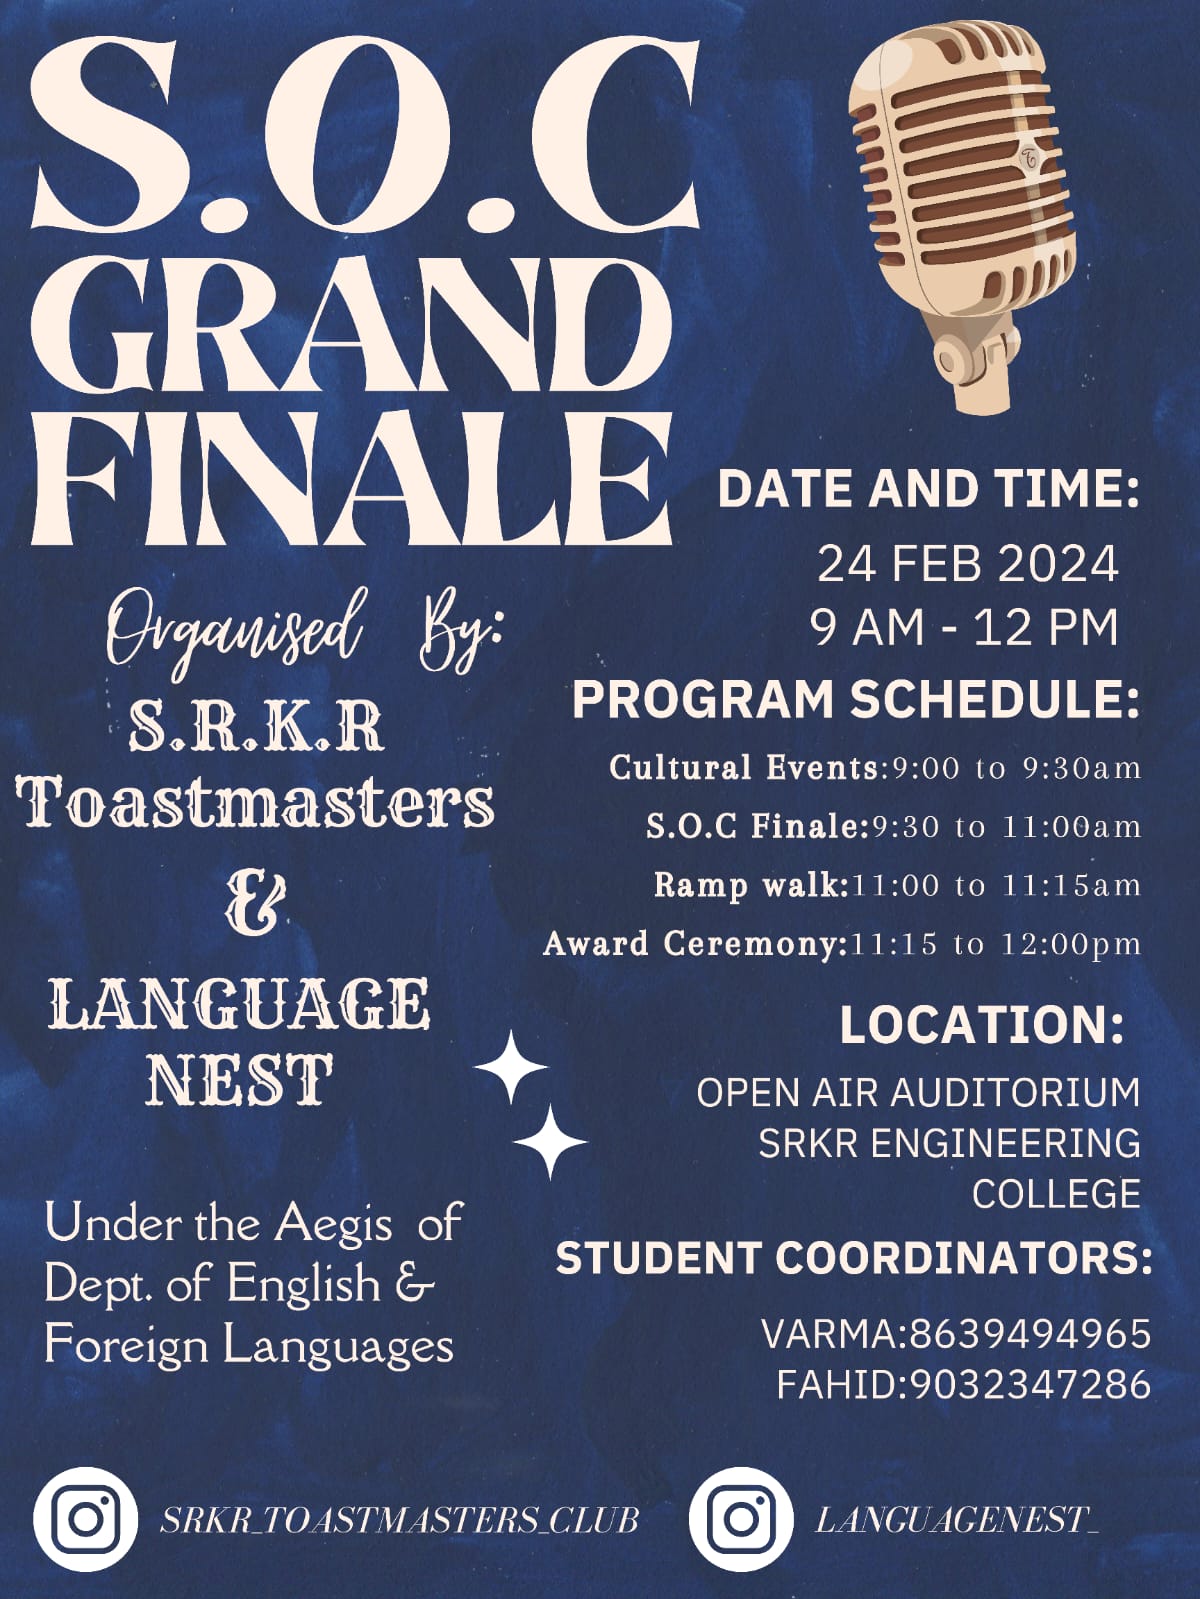 S.O.C
GRAND
FINALE
Organised By:
S.R.K.R
Toastmasters
&
LANGUAGE
NEST
Under the Aegis of
Dept. of English &
Foreign Languages
DATE AND TIME:
24 FEB 2024
9 AM - 12 PM
PROGRAM SCHEDULE:
Cultural Events:9:00 to 9:30am
S.O.C Finale:9:30 to 11:00am
Ramp walk:11:00 to 11:15am
Award Ceremony:11:15 to 12:00pm
LOCATION:
OPEN AIR AUDITORIUM
SRKR ENGINEERING
COLLEGE
STUDENT COORDINATORS:
VARMA:8639494965
FAHID:9032347286
SRKR_TOASTMASTERS_CLUB
LANGUAGENEST_